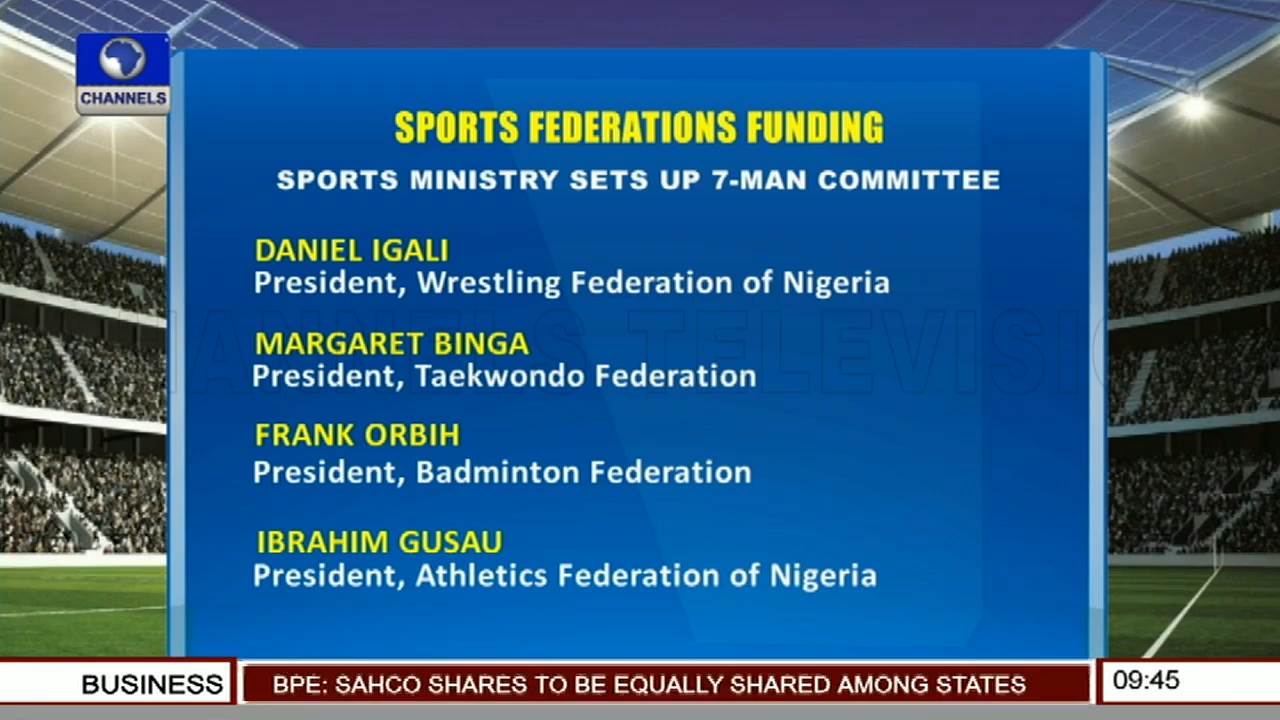 CHANNELS
SPORTS FEDERATIONS FUNDING
SPORTS MINISTRY SETS UP 7-MAN COMMITTEE
DANIEL IGALI
President, Wrestling Federation of Nigeria
CHANNELS TELEVISION
MARGARET BINGA
President, Taekwondo Federation
FRANK ORBIH
President, Badminton Federation
IBRAHIM GUSAU
President, Athletics Federation of Nigeria
BUSINESS
BPE: SAHCO SHARES TO BE EQUALLY SHARED AMONG STATES
09:45